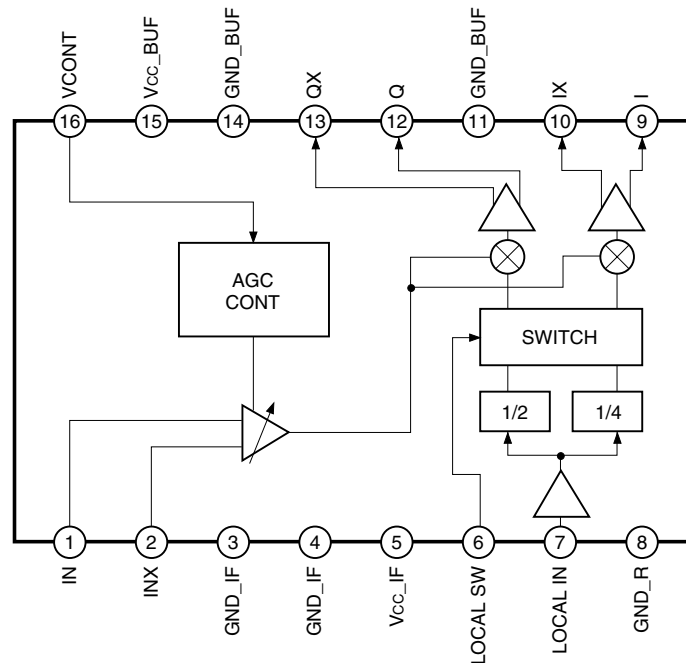 VCONT
VCC_BUF
GND_BUF
QX
Q
GND_BUF
IX
I
16
15
14
13
12
11
10
9
AGC
CONT
SWITCH
1/2
1/4
1
2
3
4
5
6
7
8
IN
INX
GND_IF
GND_IF
VCC_IF
LOCAL SW
LOCAL IN
GND_R